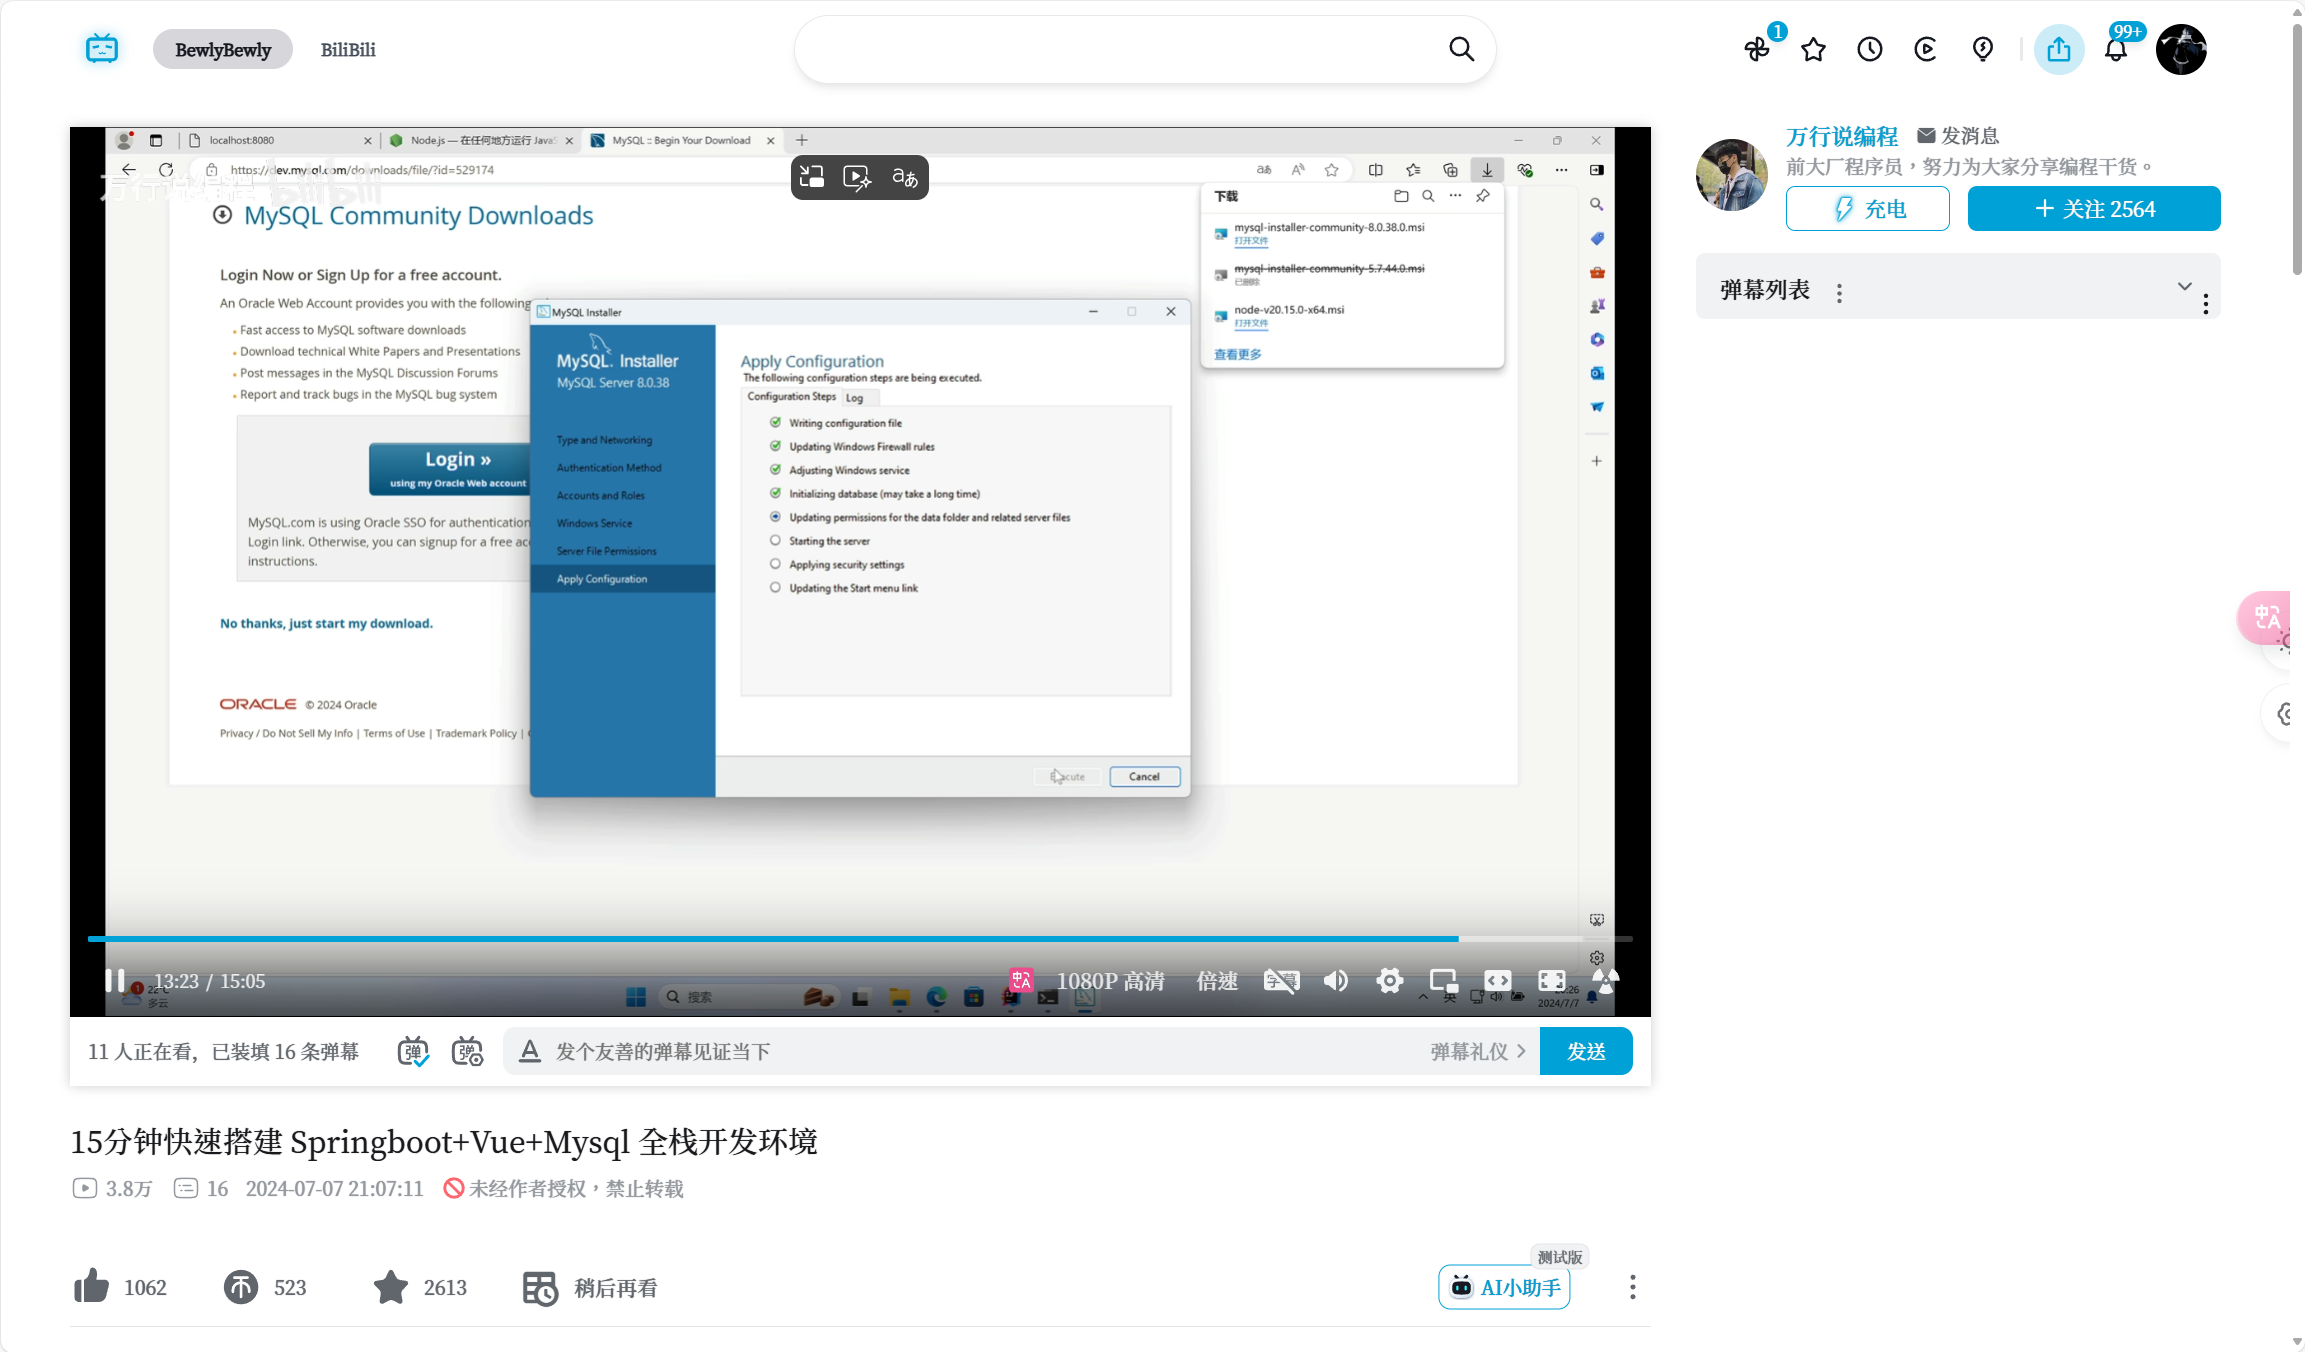 BewlyBewly
BiliBili
1
99+
localhost:8080
Node.js — 在任何地方运行 JavaS
MySQL :: Begin Your Download
https://dev.mysql.com/downloads/file/?id=529174
万行说编程
bilibili
MySQL Community Downloads
Login Now or Sign Up for a free account.
An Oracle Web Account provides you with the following
Fast access to MySQL software downloads
Download technical White Papers and Presentations
Post messages in the MySQL Discussion Forums
Report and track bugs in the MySQL bug system
Login »
using my Oracle Web account
MySQL.com is using Oracle SSO for authentication
Login link. Otherwise, you can signup for a free acc
instructions.
No thanks, just start my download.
ORACLE © 2024 Oracle
Privacy / Do Not Sell My Info | Terms of Use | Trademark Policy |
MySQL Installer
MySQL. Installer
MySQL Server 8.0.38
Type and Networking
Authentication Method
Accounts and Roles
Windows Service
Server File Permissions
Apply Configuration
Apply Configuration
The following configuration steps are being executed.
Configuration Steps
Log
Writing configuration file
Updating Windows Firewall rules
Adjusting Windows service
Initializing database (may take a long time)
Updating permissions for the data folder and related server files
Starting the server
Applying security settings
Updating the Start menu link
Cancel
下载
mysql-installer-community-8.0.38.0.msi
打开文件
mysql-installer-community-5.7.44.0.msi
已删除
node-v20.15.0-x64.msi
打开文件
查看更多
13:23 / 15:05
1080P 高清
倍速
字幕
1
22°C
多云
搜索
英
2024/7/7
11 人正在看，已装填 16 条弹幕
发个友善的弹幕见证当下
弹幕礼仪
发送
15分钟快速搭建 Springboot+Vue+Mysql 全栈开发环境
3.8万
16
2024-07-07 21:07:11
未经作者授权，禁止转载
1062
523
2613
稍后再看
测试版
AI小助手
万行说编程
发消息
前大厂程序员，努力为大家分享编程干货。
充电
+ 关注 2564
弹幕列表